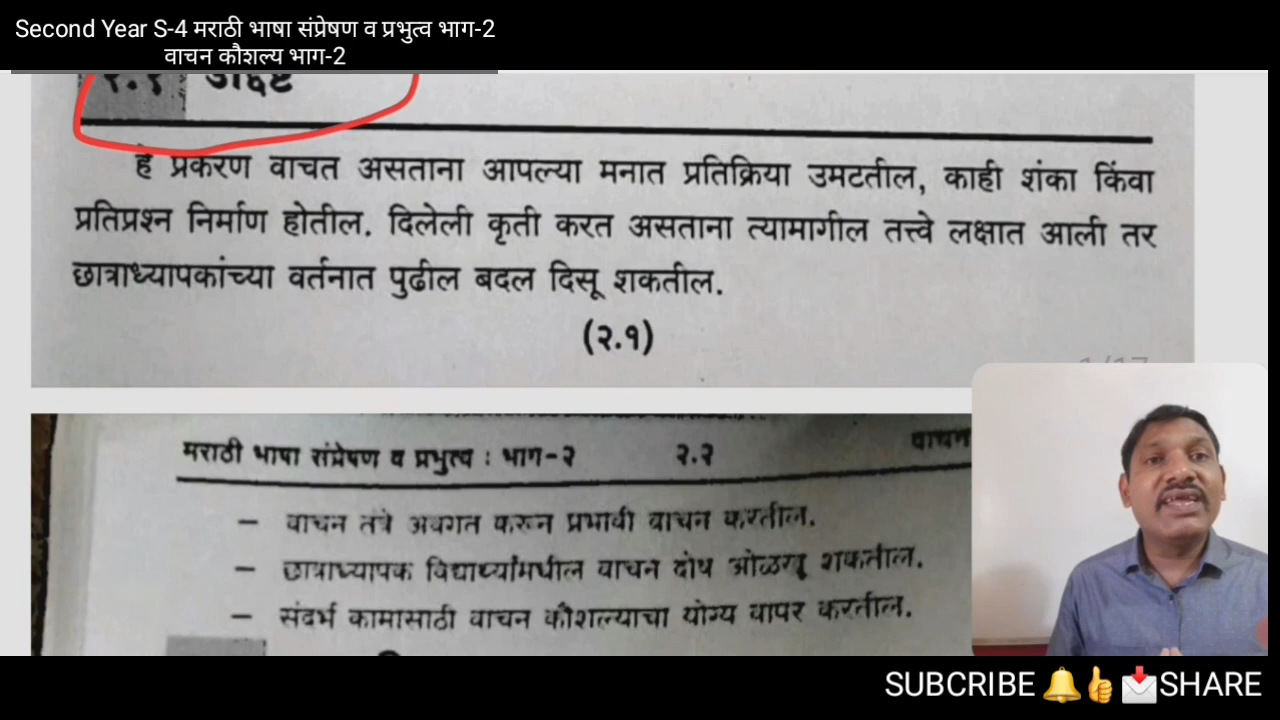 Second Year S-4 मराठी भाषा संप्रेषण व प्रभुत्व भाग-2
वाचन कौशल्य भाग-2
हे प्रकरण वाचत असताना आपल्या मनात प्रतिक्रिया उमटतील, काही शंका किंवा
प्रतिप्रश्न निर्माण होतील. दिलेली कृती करत असताना त्यामागील तत्त्वे लक्षात आली तर
छात्राध्यापकांच्या वर्तनात पुढील बदल दिसू शकतील.
(२.१)
मराठी भाषा संप्रेषण व प्रभुत्व : भाग-२ २.२ वाचन
– वाचन तंत्रे अवगत करून प्रभावी वाचन करतील.
– छात्राध्यापक विद्यार्थ्यांमधील वाचन दोष ओळखू शकतील.
– संदर्भ कामासाठी वाचन कौशल्याचा योग्य वापर करतील.
SUBCRIBE 🔔👍📩SHARE